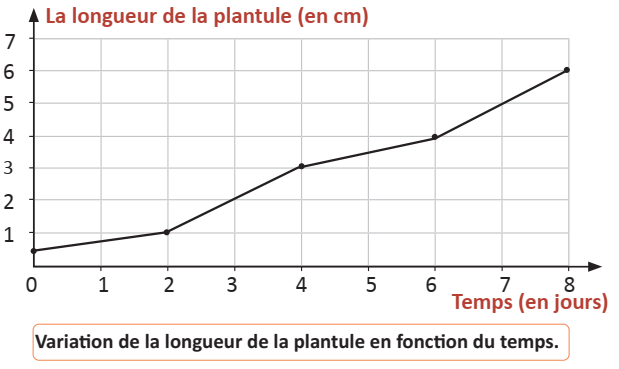 La longueur de la plantule (en cm)
7
6
5
4
3
2
1
0 1 2 3 4 5 6 7 8
Temps (en jours)
Variation de la longueur de la plantule en fonction du temps.